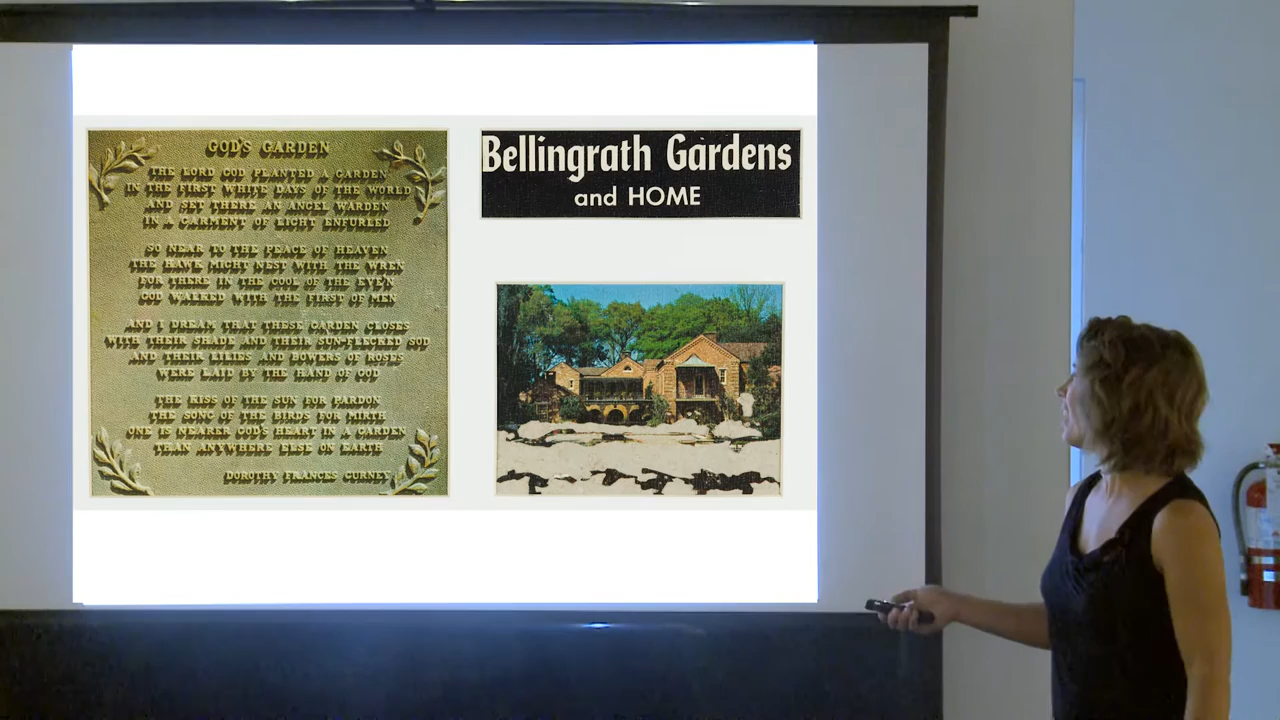 GOD'S GARDEN
THE LORD GOD PLANTED A GARDEN
IN THE FIRST WHITE DAYS OF THE WORLD
AND SET THERE AN ANGEL WARDEN
IN A GARMENT OF LIGHT ENFURLED
SO NEAR TO THE PEACE OF HEAVEN
THE HAWK MIGHT NEST WITH THE WREN
FOR THERE IN THE COOL OF THE EVE'N
GOD WALKED WITH THE FIRST OF MEN
AND I DREAM THAT THESE GARDEN CLOSES
WITH THEIR SHADE AND THEIR SUN-FLECKED SOD
AND THEIR LILIES AND BOWERS OF ROSES
WERE LAID BY THE HAND OF GOD
THE KISS OF THE SUN FOR PARDON
THE SONG OF THE BIRDS FOR MIRTH
ONE IS NEARER GOD'S HEART IN A GARDEN
THAN ANYWHERE ELSE ON EARTH
DOROTHY FRANCES GURNEY
Bellingrath Gardens
and HOME